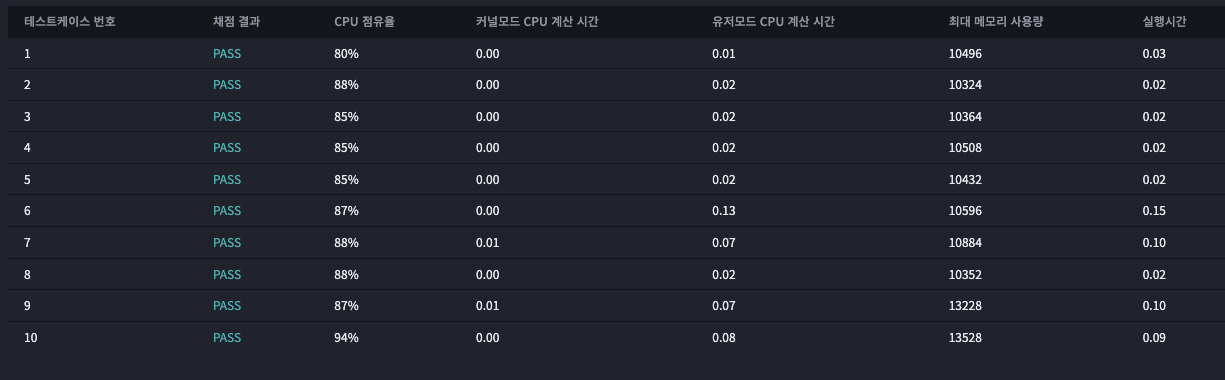 테스트케이스 번호 채점 결과 CPU 점유율 커널모드 CPU 계산 시간 유저모드 CPU 계산 시간 최대 메모리 사용량 실행시간
1 PASS 80% 0.00 0.01 10496 0.03
2 PASS 88% 0.00 0.02 10324 0.02
3 PASS 85% 0.00 0.02 10364 0.02
4 PASS 85% 0.00 0.02 10508 0.02
5 PASS 85% 0.00 0.02 10432 0.02
6 PASS 87% 0.00 0.13 10596 0.15
7 PASS 88% 0.01 0.07 10884 0.10
8 PASS 88% 0.00 0.02 10352 0.02
9 PASS 87% 0.01 0.07 13228 0.10
10 PASS 94% 0.00 0.08 13528 0.09